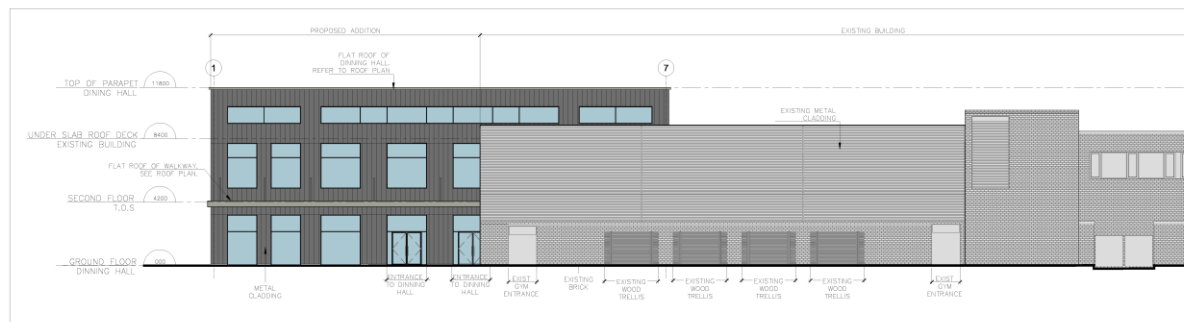 PROPOSED ADDITION
EXISTING BUILDING
FLAT ROOF OF
DINNING HALL.
REFER TO ROOF PLAN
1
7
TOP OF PARAPET
DINING HALL
11800
EXISTING METAL
CLADDING
UNDER SLAB ROOF DECK
EXISTING BUILDING
8400
FLAT ROOF OF WALKWAY.
SEE ROOF PLAN.
SECOND FLOOR
T.O.S
4200
GROUND FLOOR
DINNING HALL
000
METAL
CLADDING
ENTRANCE
TO DINNING
HALL
ENTRANCE
TO DINNING
HALL
EXIST
GYM
ENTRANCE
EXISTING
BRICK
EXISTING
WOOD
TRELLIS
EXISTING
WOOD
TRELLIS
EXISTING
WOOD
TRELLIS
EXISTING
WOOD
TRELLIS
EXIST
GYM
ENTRANCE